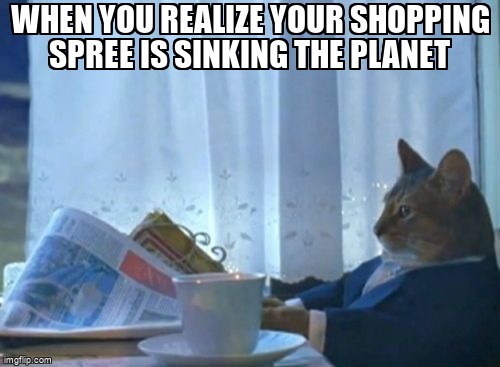 WHEN YOU REALIZE YOUR SHOPPING
SPREE IS SINKING THE PLANET
imgflip.com